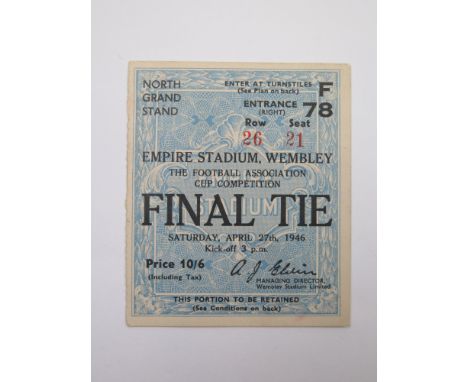 NORTH
GRAND
STAND
ENTER AT TURNSTILES
(See Plan on back)
F
ENTRANCE
(RIGHT)
78
Row Seat
26 21
EMPIRE STADIUM, WEMBLEY
THE FOOTBALL ASSOCIATION
CUP COMPETITION
FINAL TIE
SATURDAY, APRIL 27th, 1946
Kick-off 3 p.m.
Price 10/6
(Including Tax)
A J Elvin
MANAGING DIRECTOR,
Wembley Stadium Limited
THIS PORTION TO BE RETAINED
(See Conditions on back)